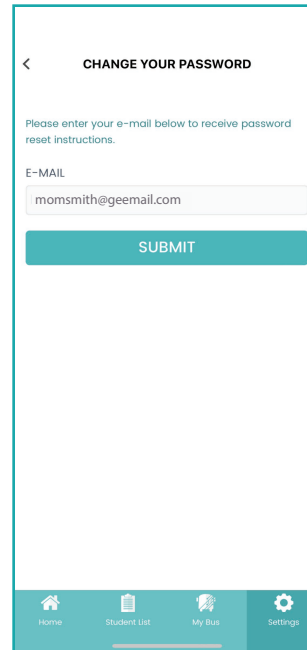 CHANGE YOUR PASSWORD
Please enter your e-mail below to receive password
reset instructions.
E-MAIL
momsmith@geemail.com
SUBMIT
Home Student List My Bus Settings